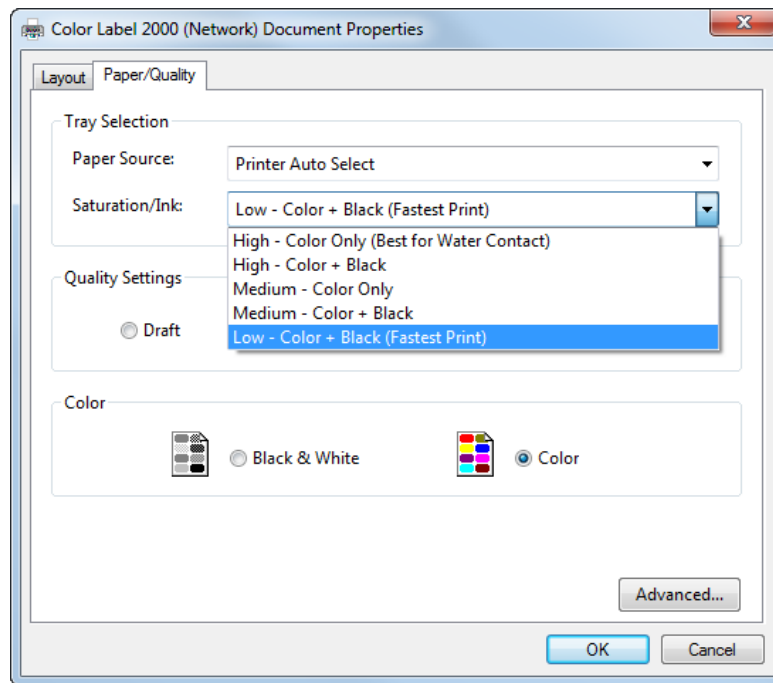 Color Label 2000 (Network) Document Properties
Layout
Paper/Quality
Tray Selection
Paper Source:
Printer Auto Select
Saturation/Ink:
Low - Color + Black (Fastest Print)
High - Color Only (Best for Water Contact)
High - Color + Black
Medium - Color Only
Medium - Color + Black
Low - Color + Black (Fastest Print)
Quality Settings
Draft
Color
Black & White
Color
Advanced...
OK
Cancel